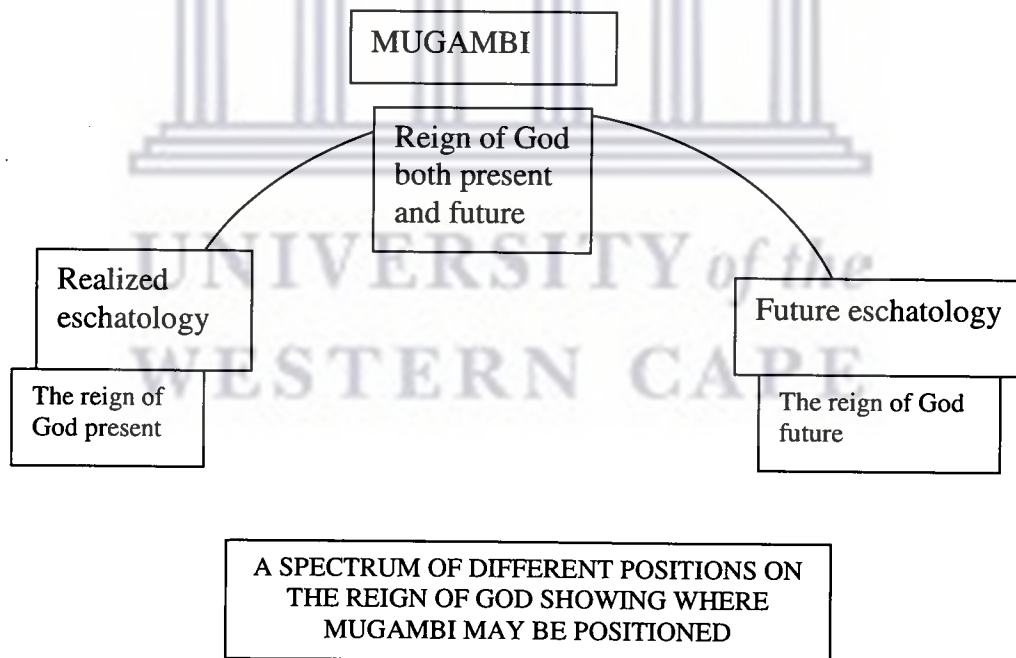 MUGAMBI
Reign of God
both present
and future
UNIVERSITY of the
WESTERN CAPE
Realized
eschatology
The reign of
God present
Future eschatology
The reign of God
future
A SPECTRUM OF DIFFERENT POSITIONS ON
THE REIGN OF GOD SHOWING WHERE
MUGAMBI MAY BE POSITIONED